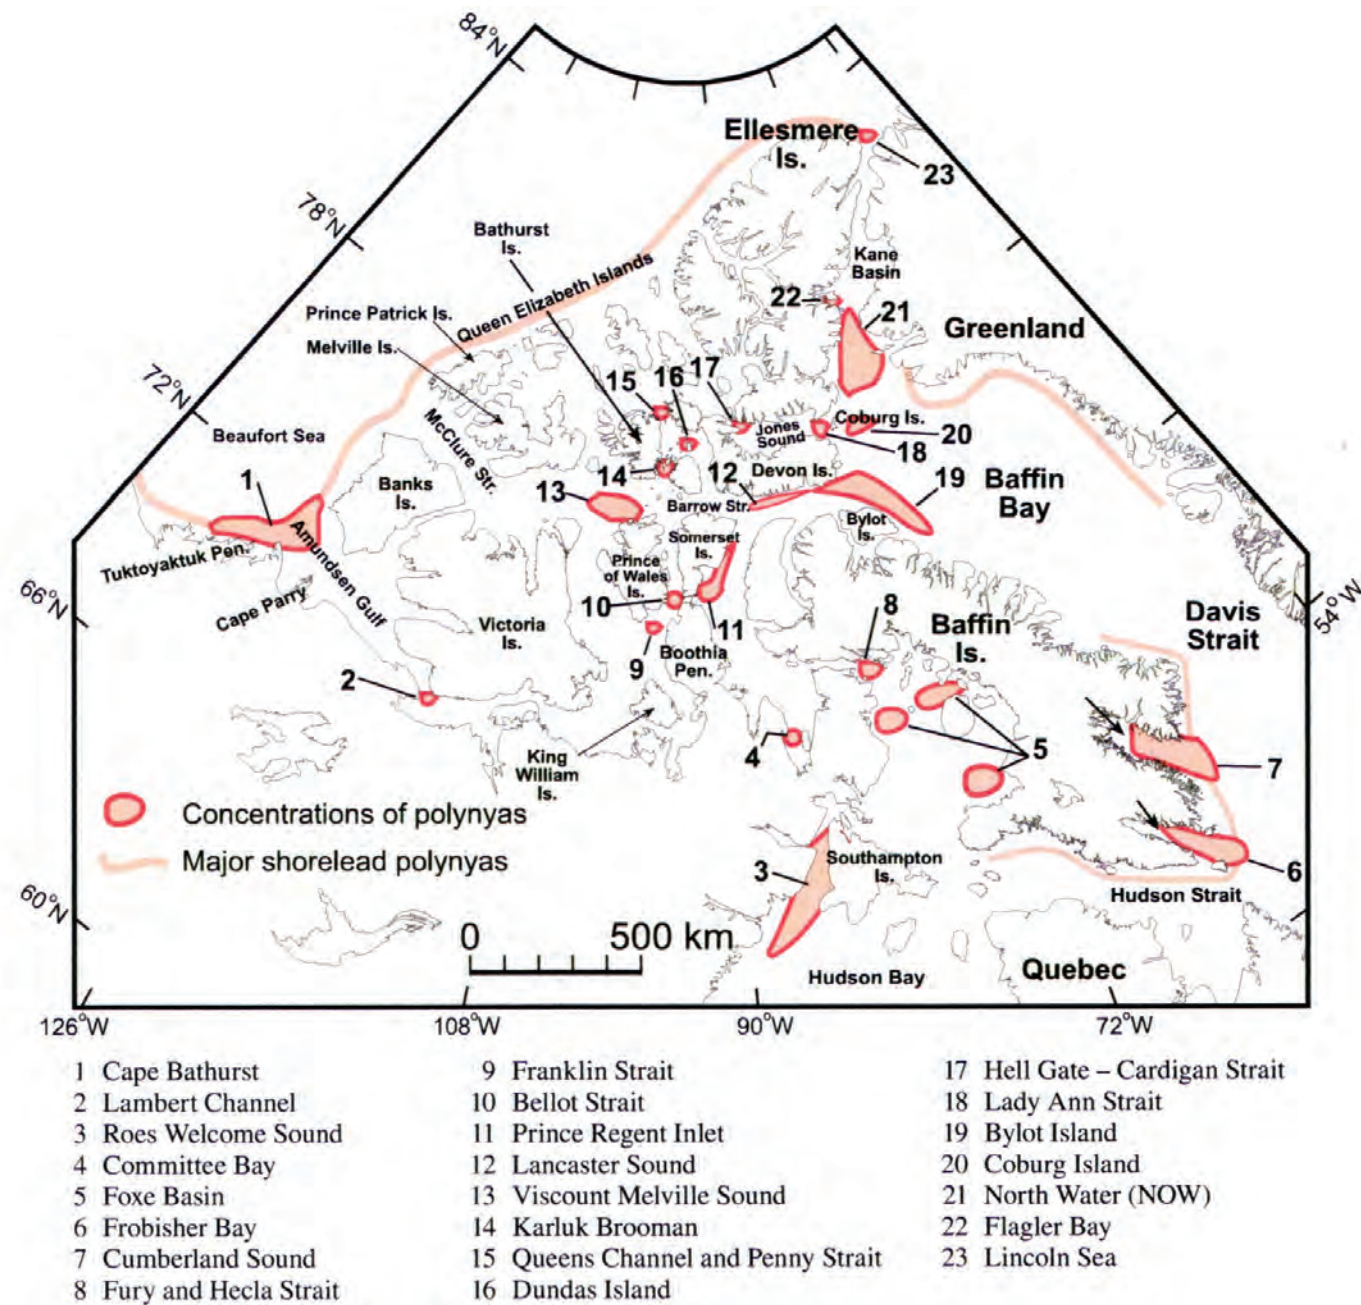 84°N
Ellesmere
Is.
23
78°N
Bathurst
Is.
Queen Elizabeth Islands
Kane
Basin
22
21
Prince Patrick Is.
Melville Is.
Greenland
72°N
15
16
17
Beaufort Sea
McClure Str.
Jones
Sound
Coburg Is.
20
18
14
12
Devon Is.
1
Banks
Is.
13
Barrow Str.
19
Baffin
Bay
Bylot
Is.
Somerset
Is.
Amundsen Gulf
Tuktoyaktuk Pen.
Cape Parry
Prince
of Wales
Is.
66°N
10
11
8
Baffin
Is.
Davis
Strait
54°W
Victoria
Is.
9
Boothia
Pen.
2
4
5
7
King
William
Is.
Concentrations of polynyas
Major shorelead polynyas
3
Southampton
Is.
6
Hudson Strait
60°N
0 500 km
Hudson Bay
Quebec
126°W 108°W 90°W 72°W
1 Cape Bathurst
2 Lambert Channel
3 Roes Welcome Sound
4 Committee Bay
5 Foxe Basin
6 Frobisher Bay
7 Cumberland Sound
8 Fury and Hecla Strait
9 Franklin Strait
10 Bellot Strait
11 Prince Regent Inlet
12 Lancaster Sound
13 Viscount Melville Sound
14 Karluk Brooman
15 Queens Channel and Penny Strait
16 Dundas Island
17 Hell Gate – Cardigan Strait
18 Lady Ann Strait
19 Bylot Island
20 Coburg Island
21 North Water (NOW)
22 Flagler Bay
23 Lincoln Sea